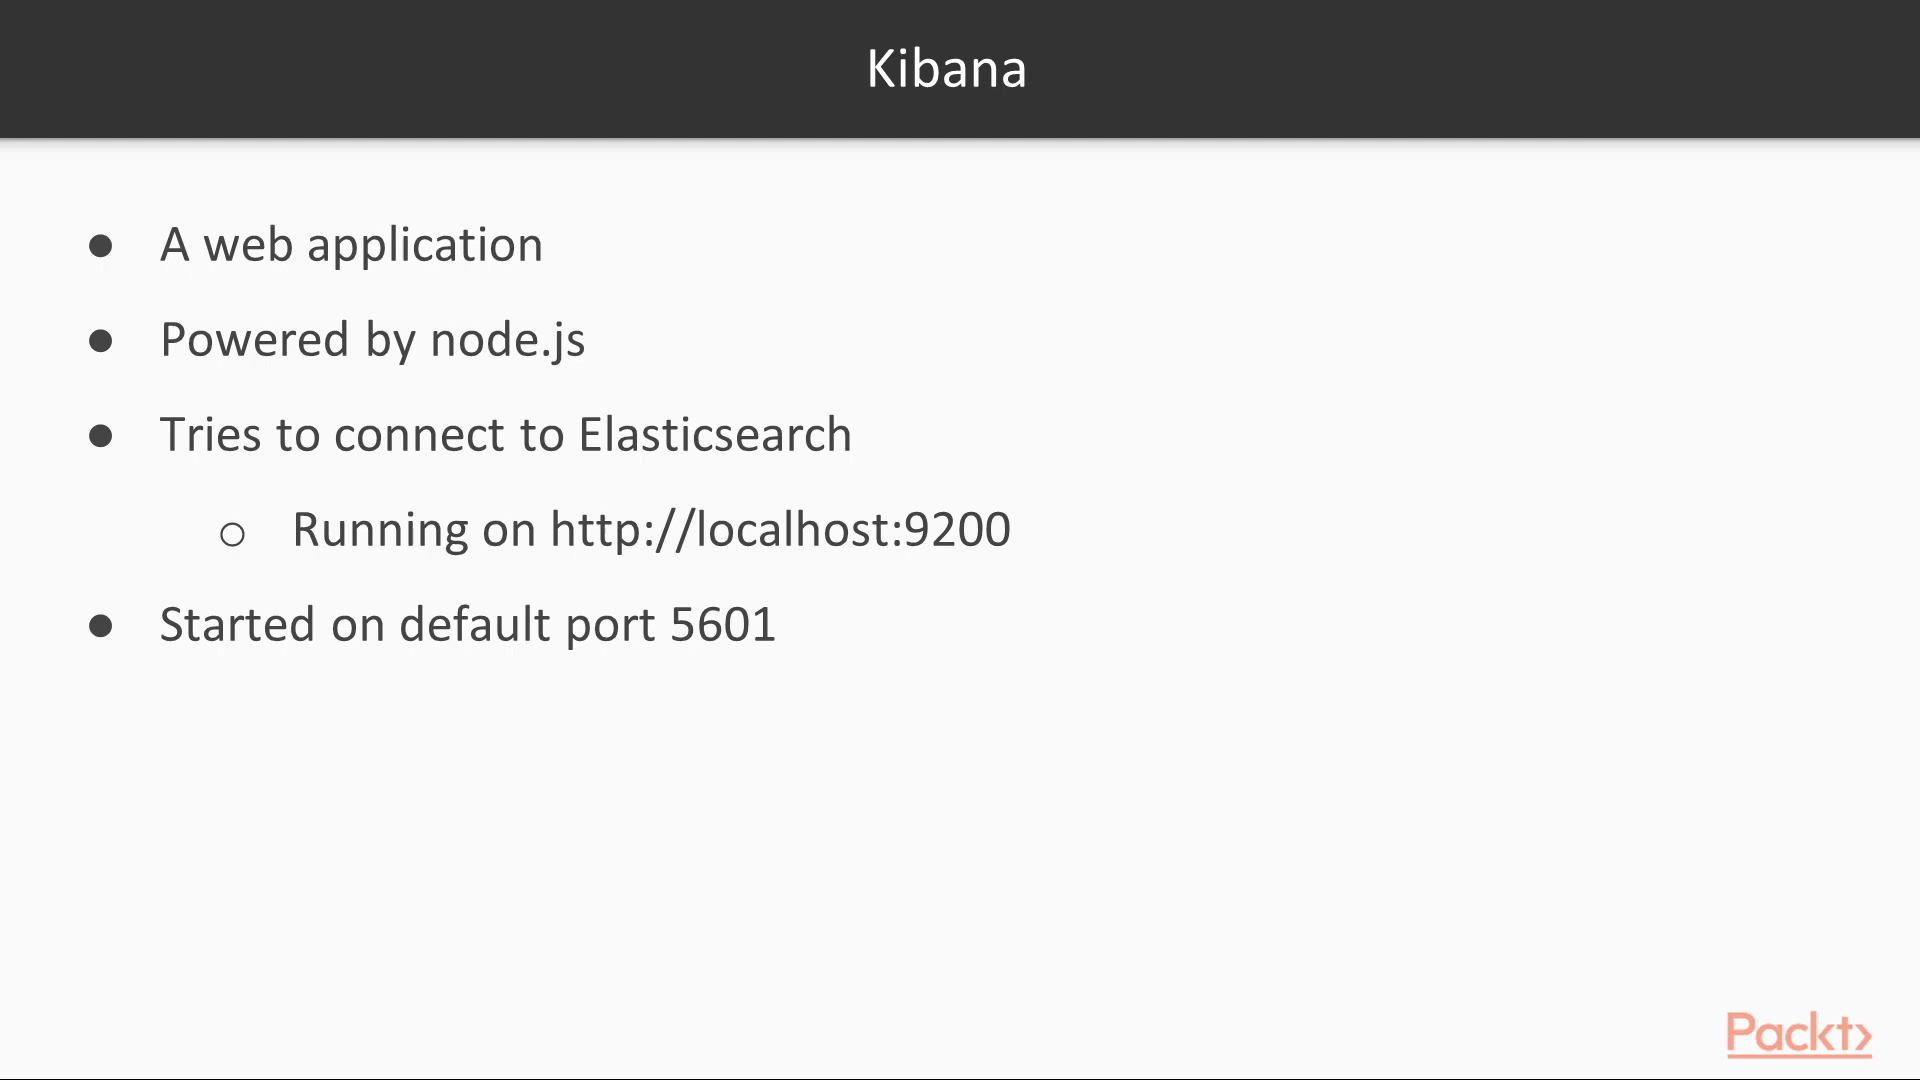 Kibana
● A web application
● Powered by node.js
● Tries to connect to Elasticsearch
○ Running on http://localhost:9200
● Started on default port 5601
Packt>